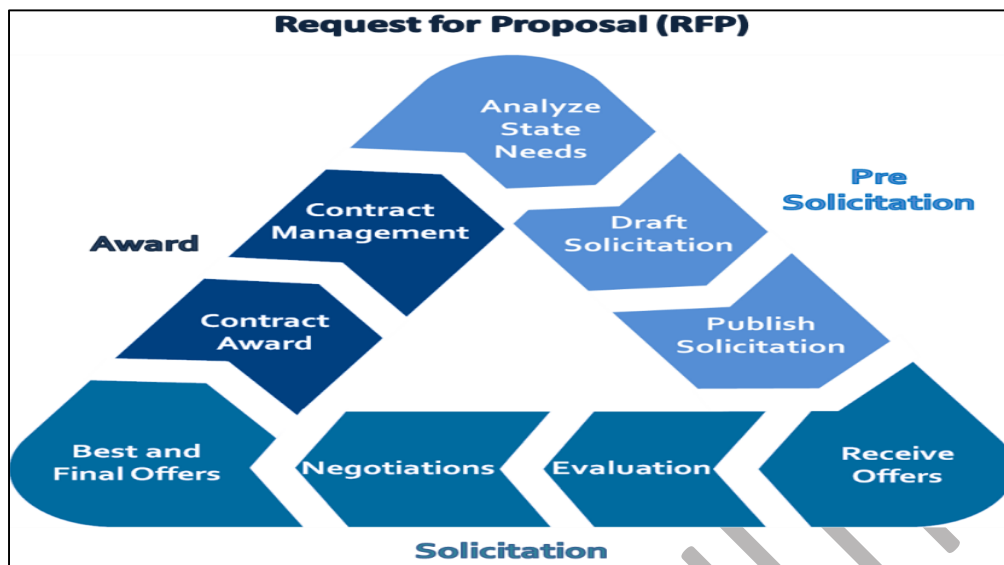 Request for Proposal (RFP)
Analyze
State
Needs
Pre
Solicitation
Draft
Solicitation
Publish
Solicitation
Receive
Offers
Evaluation
Negotiations
Best and
Final Offers
Solicitation
Contract
Award
Contract
Management
Award